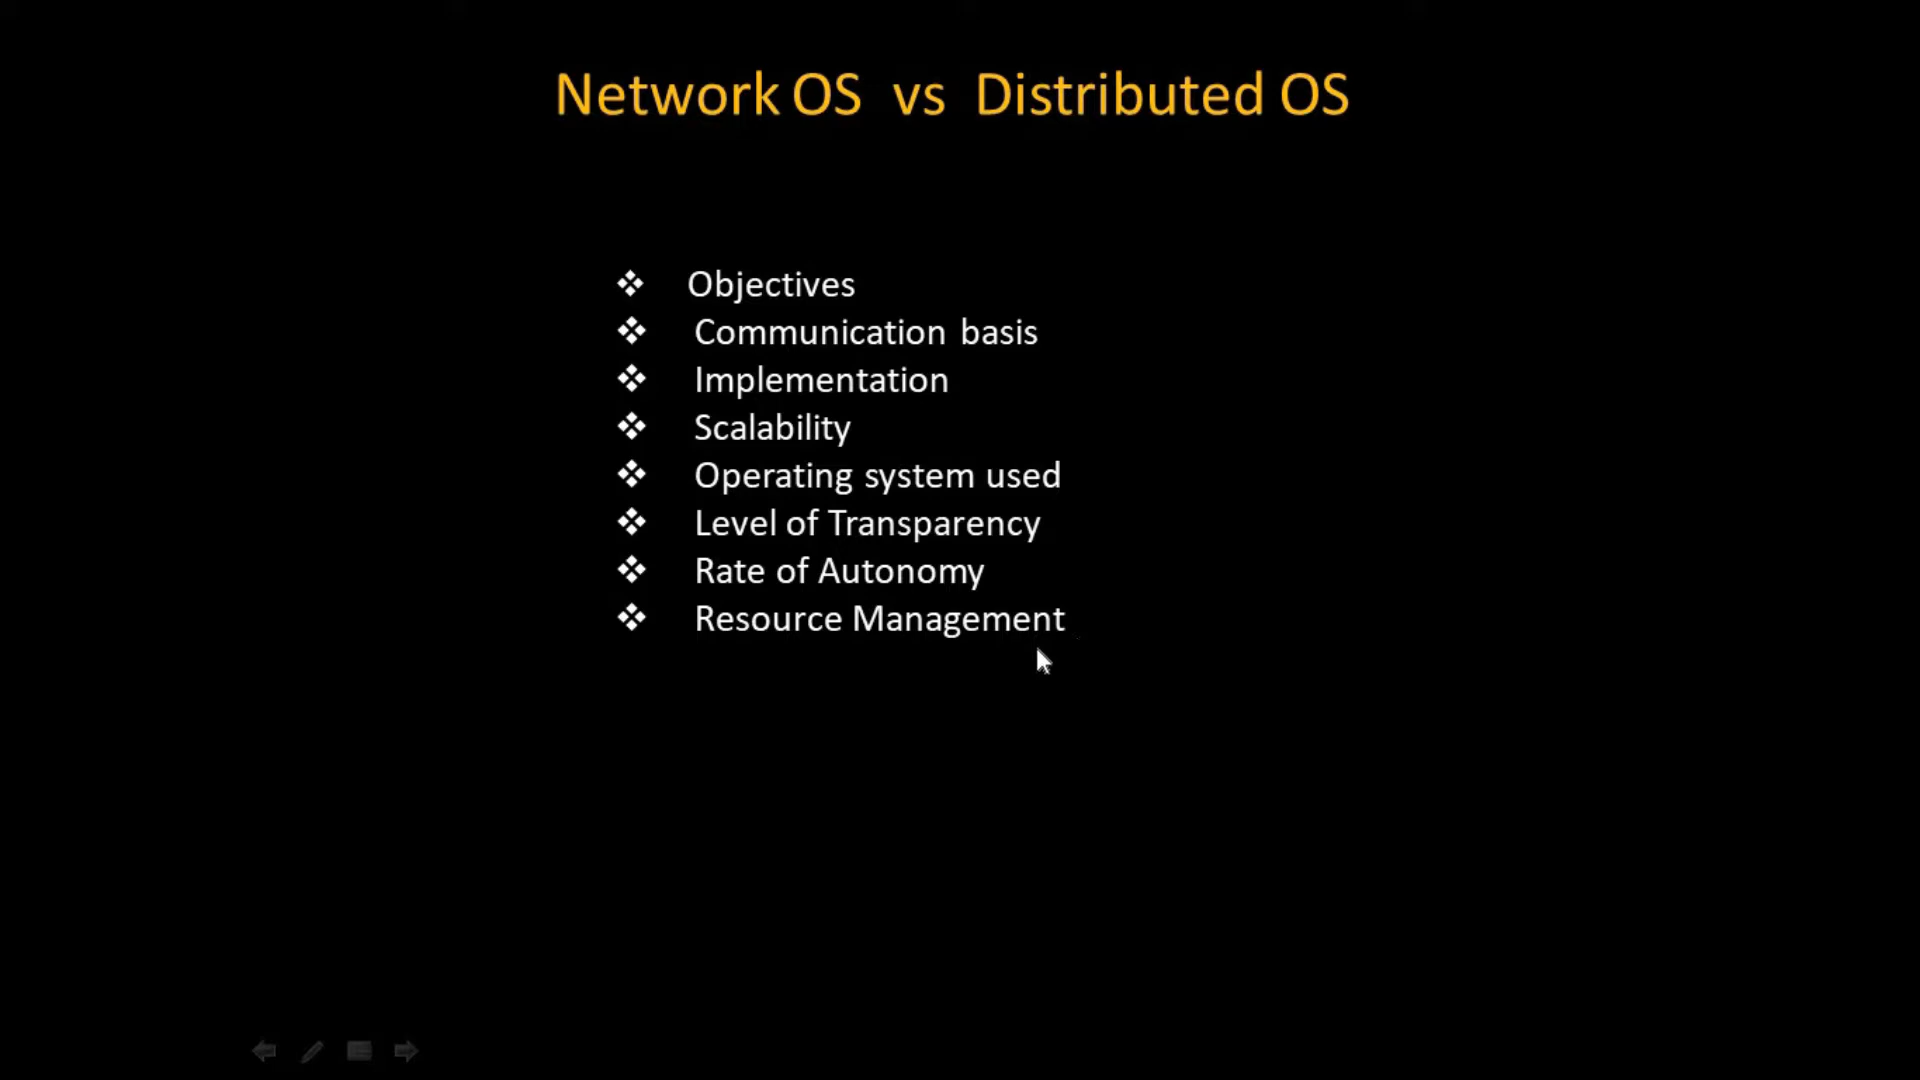 Network OS vs Distributed OS
❖ Objectives
❖ Communication basis
❖ Implementation
❖ Scalability
❖ Operating system used
❖ Level of Transparency
❖ Rate of Autonomy
❖ Resource Management